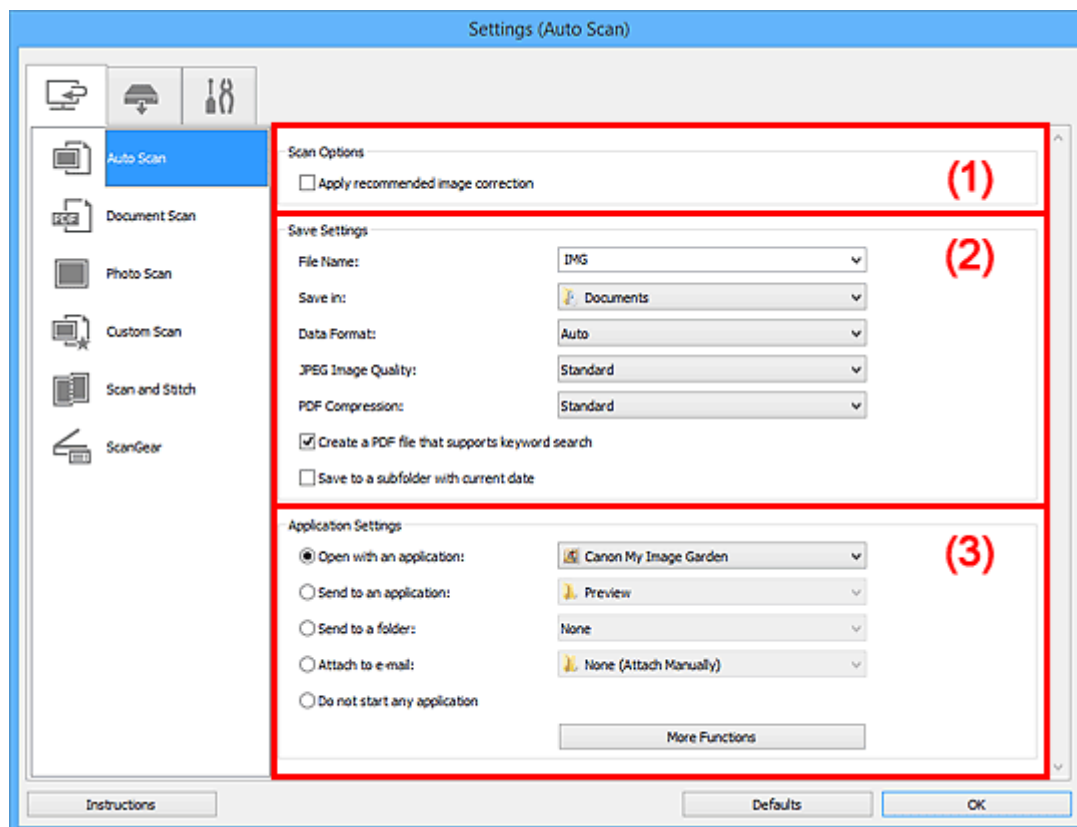 Settings (Auto Scan)
Auto Scan
Document Scan
Photo Scan
Custom Scan
Scan and Stitch
ScanGear
Scan Options
(1)
Apply recommended image correction
Save Settings
(2)
File Name: IMG
Save in: Documents
Data Format: Auto
JPEG Image Quality: Standard
PDF Compression: Standard
Create a PDF file that supports keyword search
Save to a subfolder with current date
Application Settings
(3)
Open with an application: Canon My Image Garden
Send to an application: Preview
Send to a folder: None
Attach to e-mail: None (Attach Manually)
Do not start any application
More Functions
Instructions Defaults OK